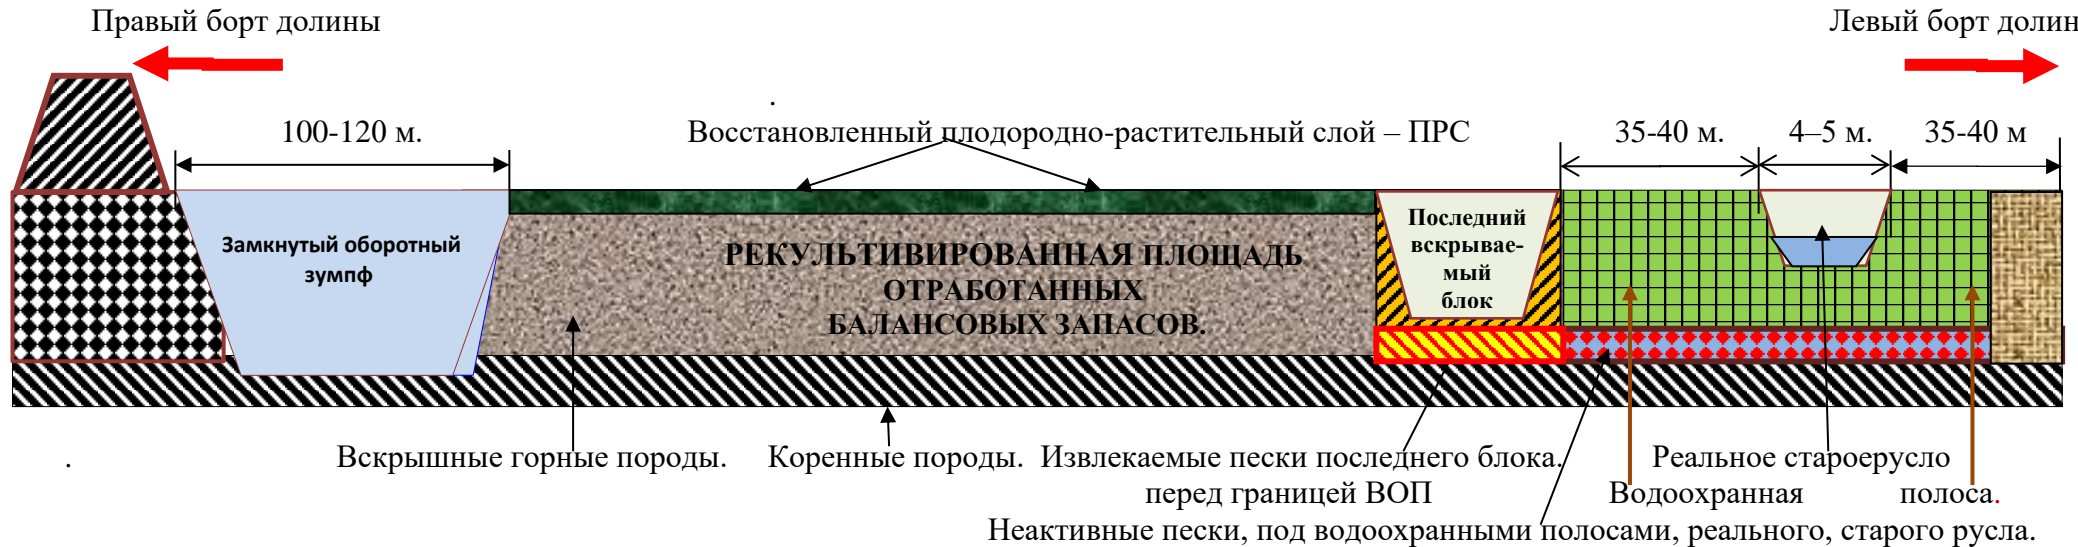 Правый борт долины
Левый борт долин
.
100-120 м.
Восстановленный плодородно–растительный слой – ПРС
35-40 м.
4–5 м.
35-40 м
Замкнутый оборотный
зумпф
РЕКУЛЬТИВИРОВАННАЯ ПЛОЩАДЬ
ОТРАБОТАННЫХ
БАЛАНСОВЫХ ЗАПАСОВ.
Последний
вскрывае-
мый
блок
.
Вскрышные горные породы.
Коренные породы.
Извлекаемые пески последнего блока.
перед границей ВОП
Реальное староерусло
Водоохранная полоса.
Неактивные пески, под водоохранными полосами, реального, старого русла.